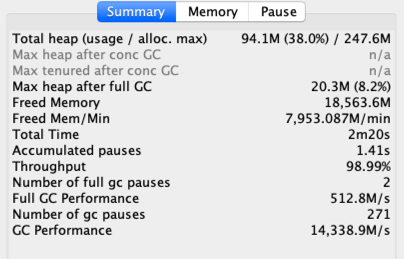 Summary Memory Pause
Total heap (usage / alloc. max) 94.1M (38.0%) / 247.6M
Max heap after conc GC n/a
Max tenured after conc GC n/a
Max heap after full GC 20.3M (8.2%)
Freed Memory 18,563.6M
Freed Mem/Min 7,953.087M/min
Total Time 2m20s
Accumulated pauses 1.41s
Throughput 98.99%
Number of full gc pauses 2
Full GC Performance 512.8M/s
Number of gc pauses 271
GC Performance 14,338.9M/s